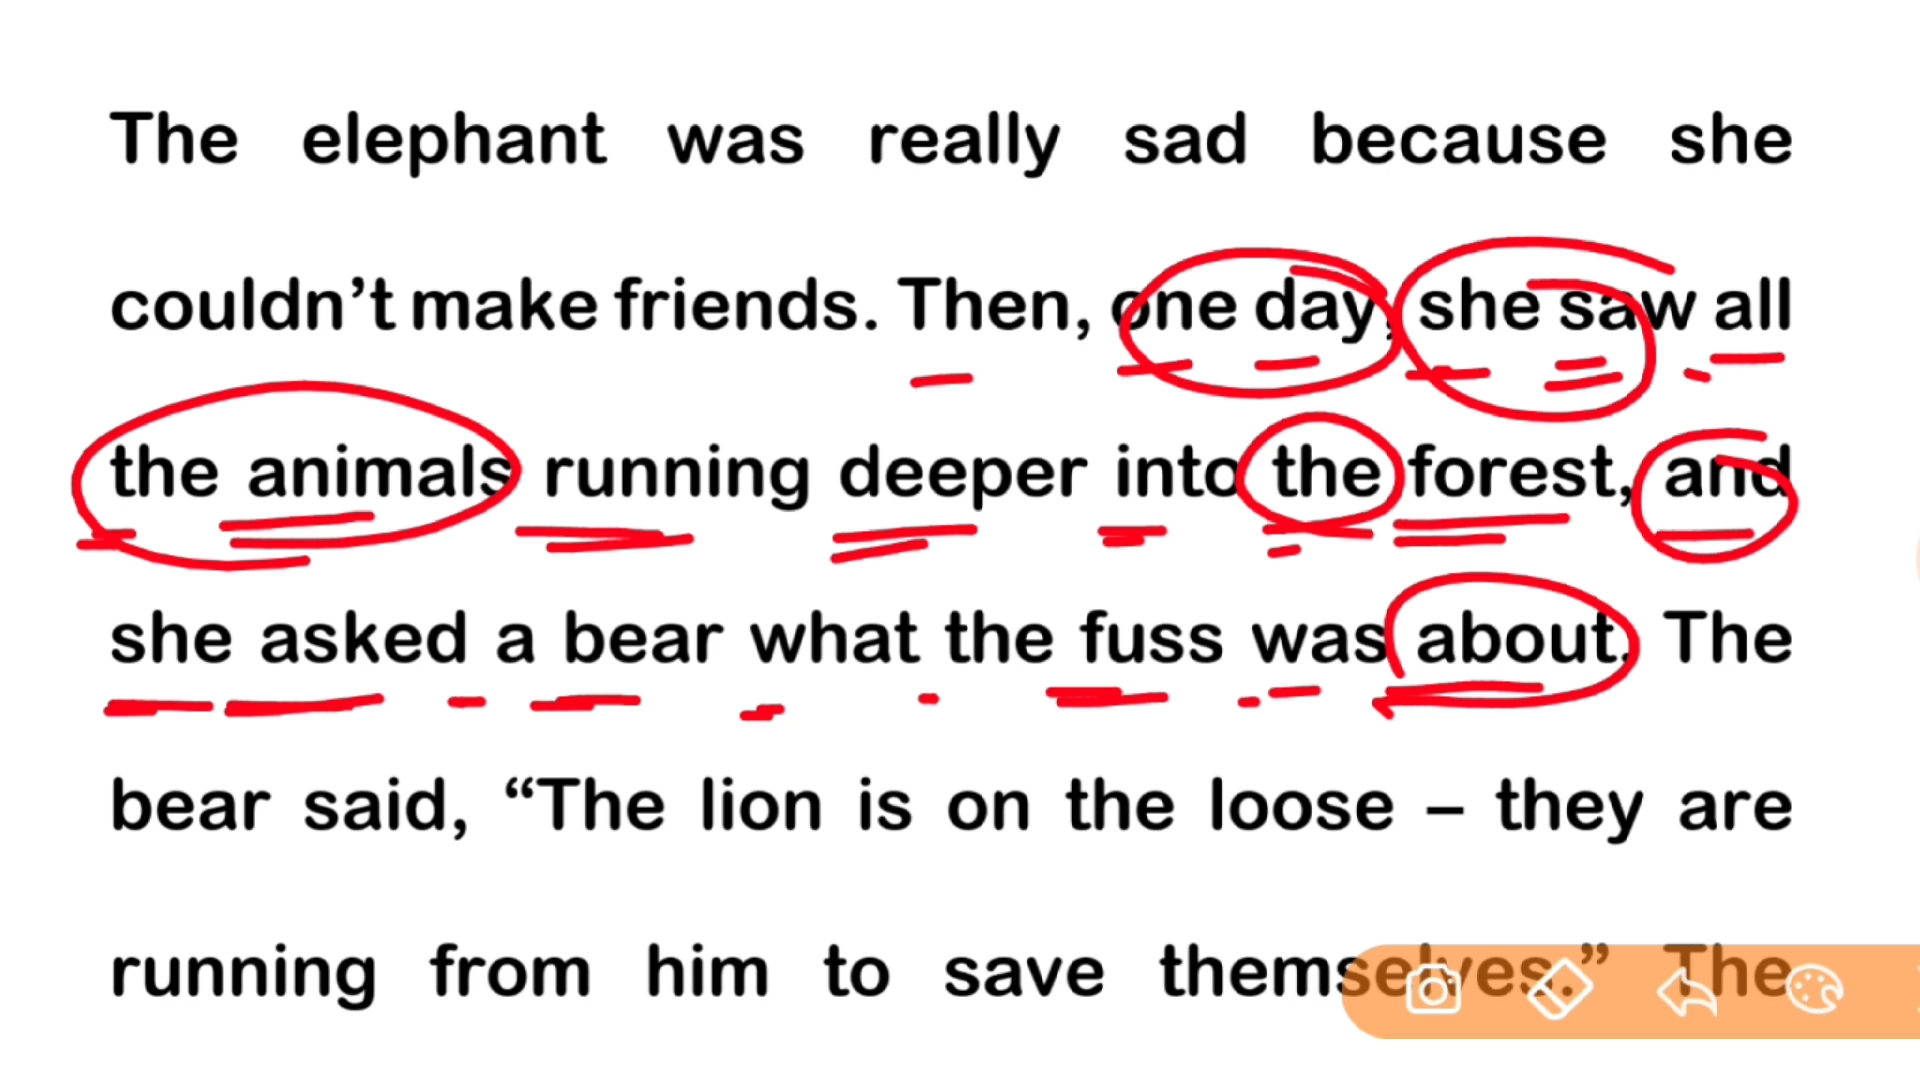 The elephant was really sad because she
couldn’t make friends. Then, one day, she saw all
the animals running deeper into the forest, and
she asked a bear what the fuss was about. The
bear said, “The lion is on the loose – they are
running from him to save themselves.” The